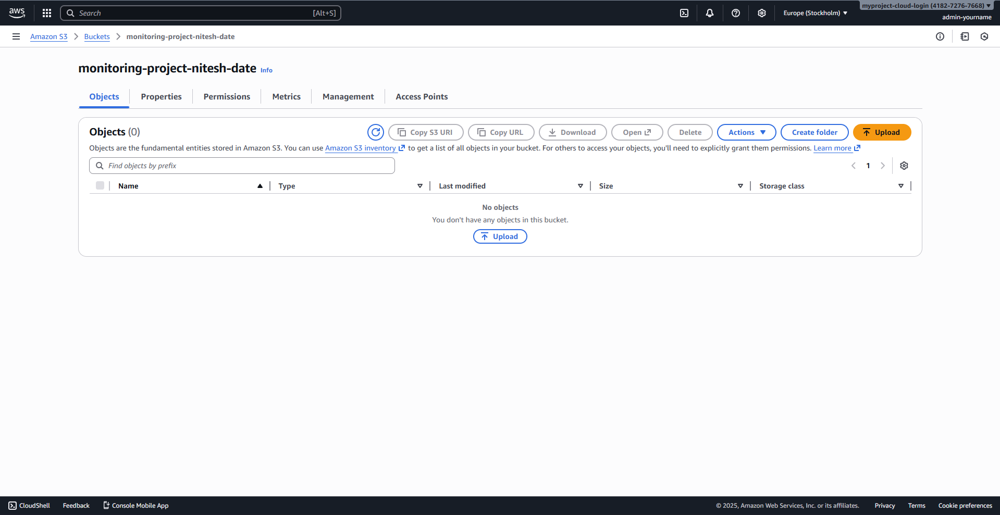 aws
Search [Alt+S]
Europe (Stockholm)
myproject-cloud-login (4182-7276-7668)
admin-yourname
Amazon S3 > Buckets > monitoring-project-nitesh-date
monitoring-project-nitesh-date Info
Objects Properties Permissions Metrics Management Access Points
Objects (0)
Copy S3 URI Copy URL Download Open Delete Actions Create folder Upload
Objects are the fundamental entities stored in Amazon S3. You can use Amazon S3 inventory to get a list of all objects in your bucket. For others to access your objects, you'll need to explicitly grant them permissions. Learn more
Find objects by prefix
1
Name Type Last modified Size Storage class
No objects
You don't have any objects in this bucket.
Upload
CloudShell Feedback Console Mobile App © 2025, Amazon Web Services, Inc. or its affiliates. Privacy Terms Cookie preferences